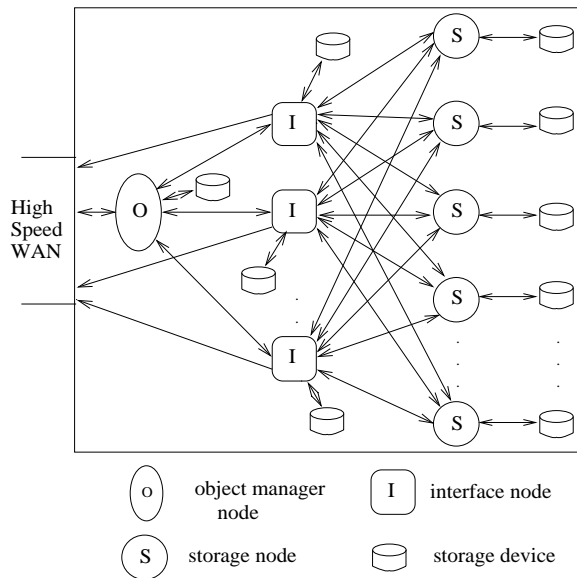 S
I
S
High
Speed
WAN
O
I
S
S
I
S
O
object manager
node
I
interface node
S
storage node
storage device